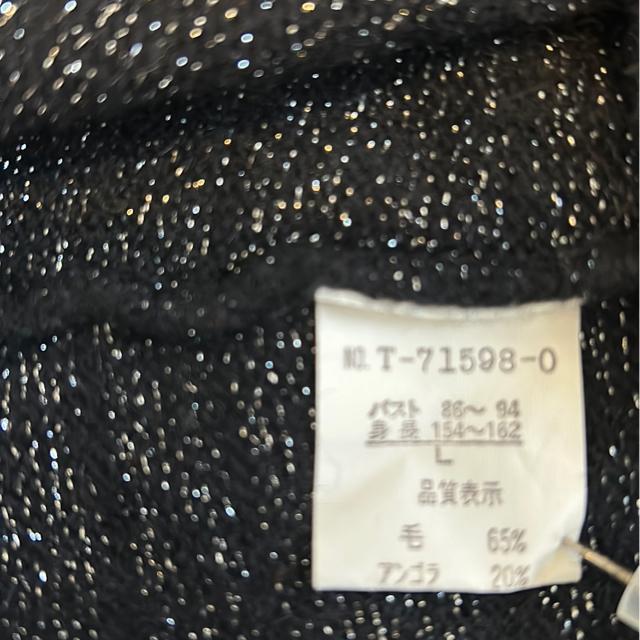 NO.T-71598-0
バスト 86～94
身長 154～162
L
品質表示
毛 65%
アンゴラ 20%